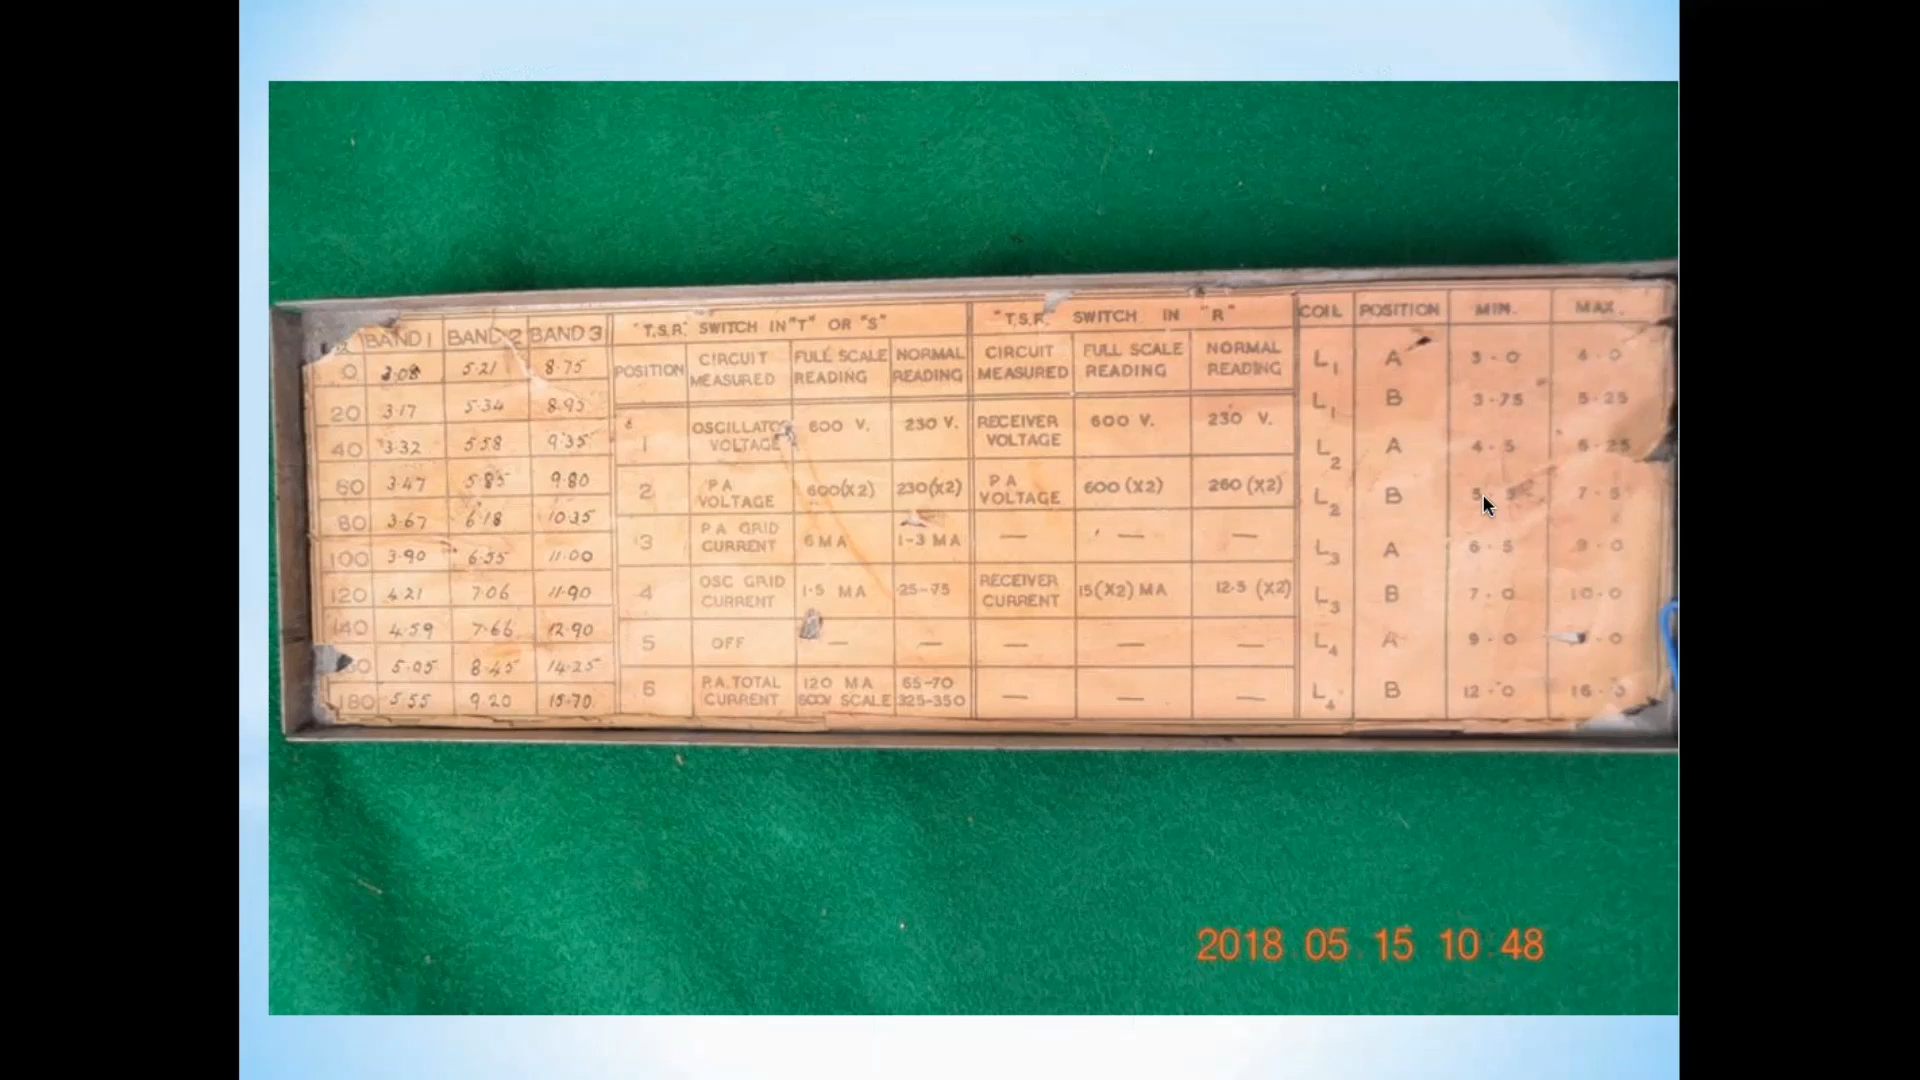 BAND 1 BAND 2 BAND 3
0 3.08 5.21 8.75
20 3.17 5.34 8.95
40 3.32 5.58 9.35
60 3.47 5.85 9.80
80 3.67 6.18 10.35
100 3.90 6.55 11.00
120 4.21 7.06 11.90
140 4.59 7.66 12.90
5.05 8.45 14.25
180 5.55 9.20 15.70
"T.S.R." SWITCH IN "T" OR "S" "T.S.R." SWITCH IN "R"
POSITION CIRCUIT MEASURED FULL SCALE READING NORMAL READING CIRCUIT MEASURED FULL SCALE READING NORMAL READING
1 OSCILLATOR VOLTAGE 600 V. 230 V. RECEIVER VOLTAGE 600 V. 230 V.
2 PA VOLTAGE 600(X2) 230(X2) PA VOLTAGE 600 (X2) 260 (X2)
3 PA GRID CURRENT 6 MA 1-3 MA — — —
4 OSC GRID CURRENT 1.5 MA .25-.75 RECEIVER CURRENT 15(X2) MA 12.5 (X2)
5 OFF — — — — —
6 P.A. TOTAL CURRENT 120 MA 600V SCALE 65-70 325-350 — — —
COIL POSITION MIN. MAX.
L1 A 3.0 4.0
L1 B 3.75 5.25
L2 A 4.5 6.25
L2 B 7.5
L3 A 6.5 9.0
L3 B 7.0 10.0
L4 A 9.0
L4 B 12.0
2018 05 15 10 48